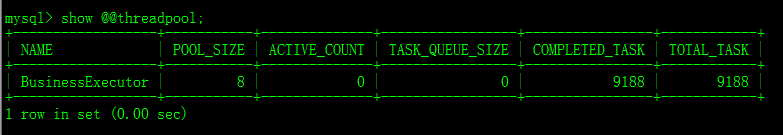 mysql> show @@threadpool;
+------------------+-----------+--------------+-----------------+----------------+------------+
| NAME | POOL_SIZE | ACTIVE_COUNT | TASK_QUEUE_SIZE | COMPLETED_TASK | TOTAL_TASK |
+------------------+-----------+--------------+-----------------+----------------+------------+
| BusinessExecutor | 8 | 0 | 0 | 9188 | 9188 |
+------------------+-----------+--------------+-----------------+----------------+------------+
1 row in set (0.00 sec)